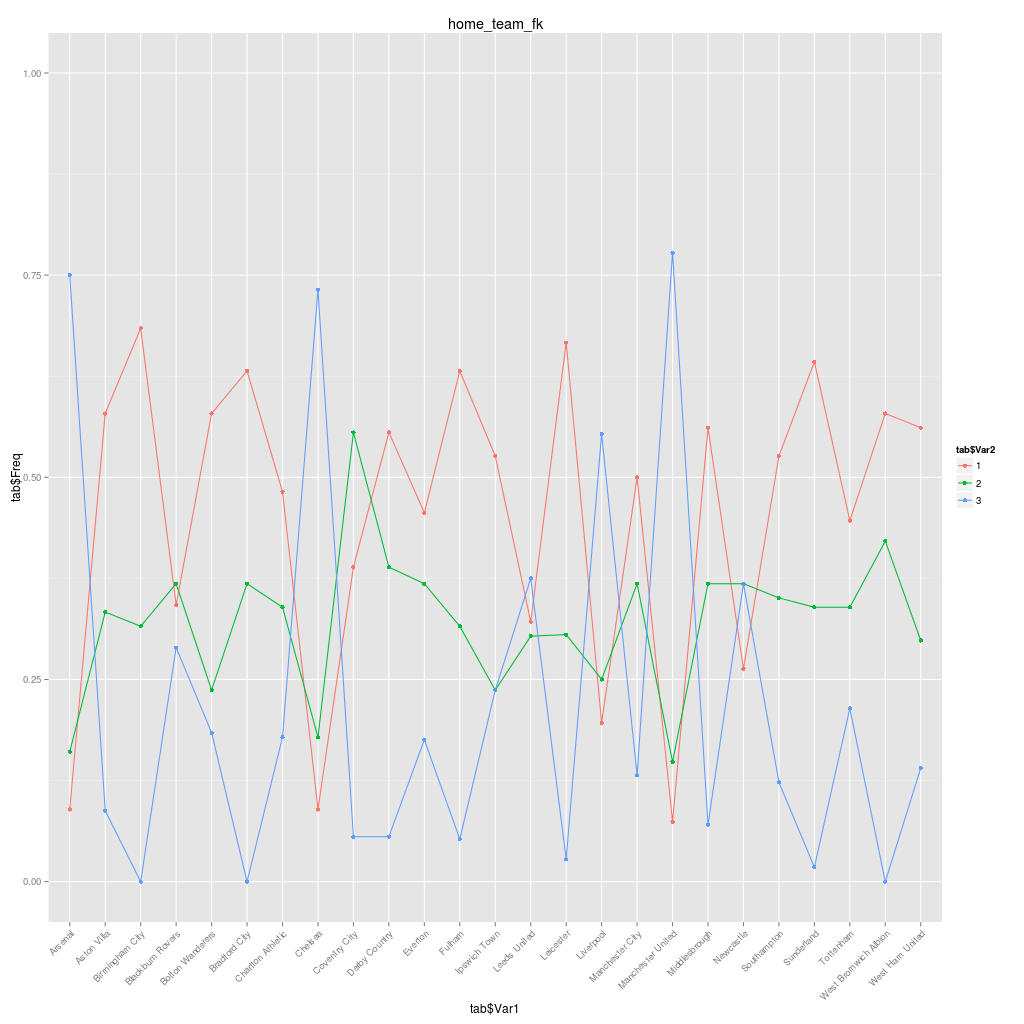 home_team_fk
1.00
0.75
0.50
0.25
0.00
tab$Freq
Arsenal
Aston Villa
Birmingham City
Blackburn Rovers
Bolton Wanderers
Bradford City
Charlton Athletic
Chelsea
Coventry City
Derby Country
Everton
Fulham
Ipswich Town
Leeds United
Leicester
Liverpool
Manchester City
Manchester United
Middlesbrough
Newcastle
Southampton
Sunderland
Tottenham
West Bromwich Albion
West Ham United
tab$Var1
tab$Var2
1
2
3